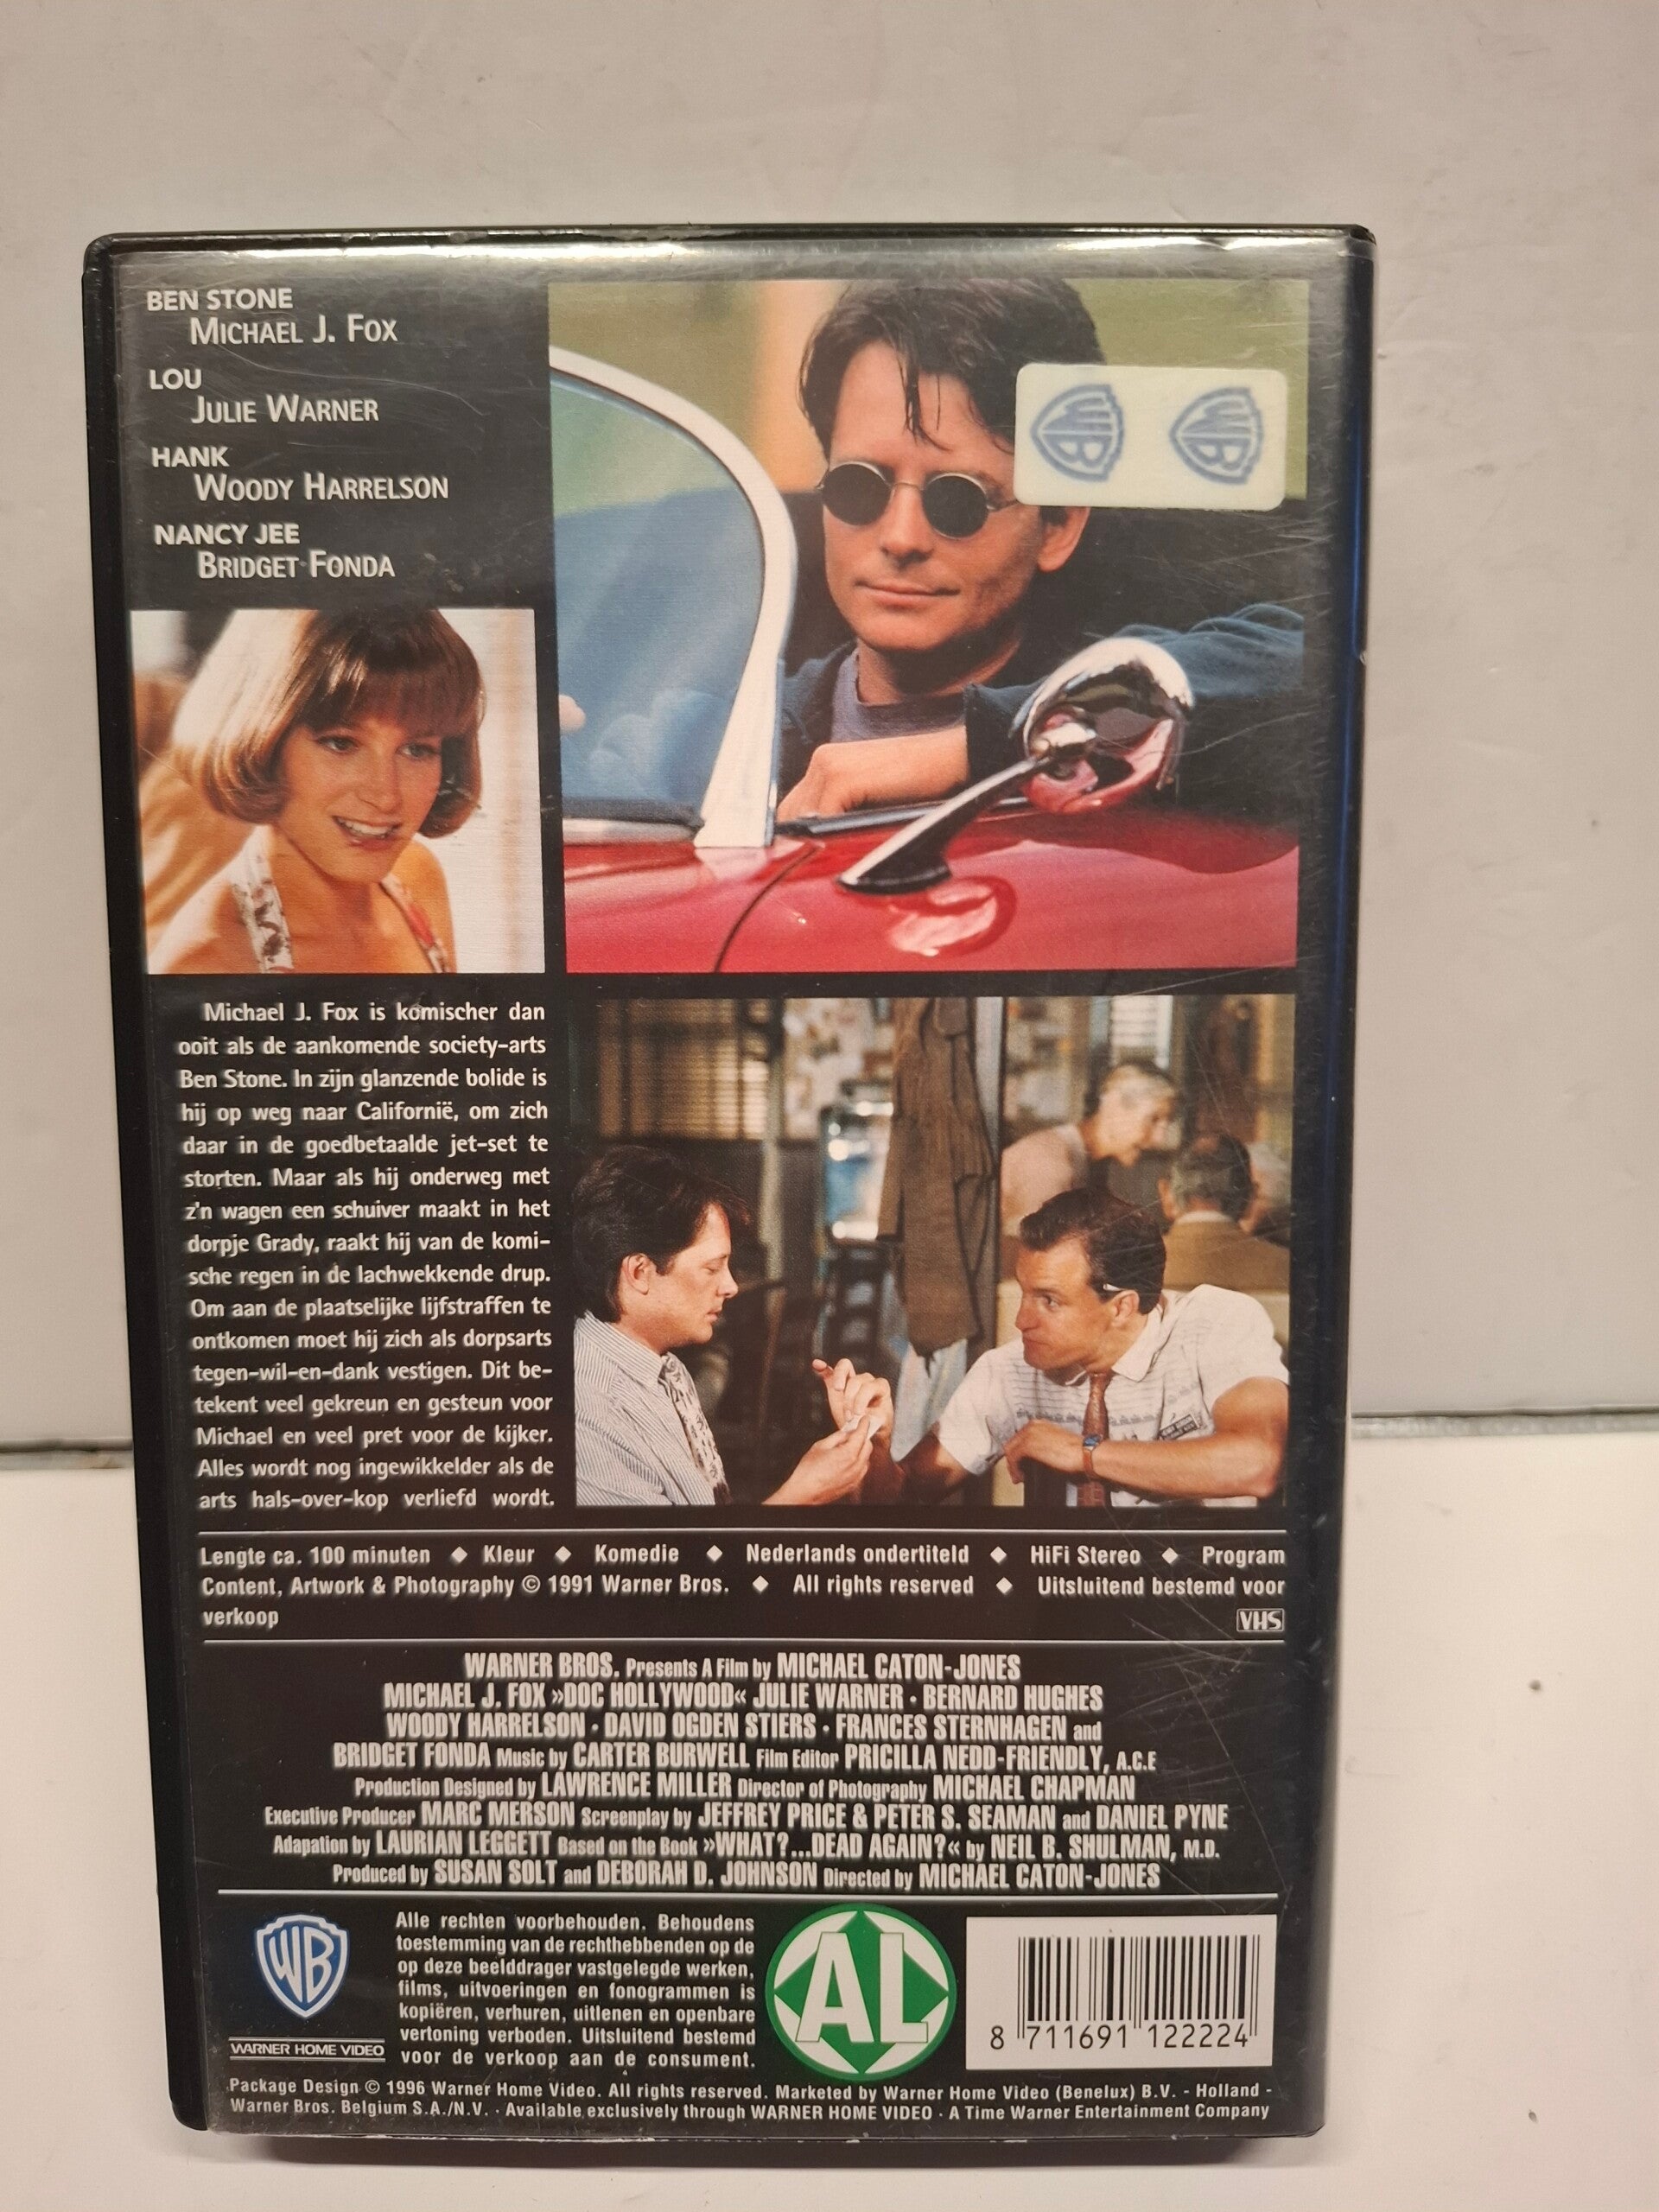 BEN STONE
MICHAEL J. FOX
LOU
JULIE WARNER
HANK
WOODY HARRELSON
NANCY JEE
BRIDGET FONDA
WB WB
Michael J. Fox is komischer dan
ooit als de aankomende society-arts
Ben Stone. In zijn glanzende bolide is
hij op weg naar Californië, om zich
daar in de goedbetaalde jet-set te
storten. Maar als hij onderweg met
z'n wagen een schuiver maakt in het
dorpje Grady, raakt hij van de komi-
sche regen in de lachwekkende drup.
Om aan de plaatselijke lijfstraffen te
ontkomen moet hij zich als dorpsarts
tegen-wil-en-dank vestigen. Dit be-
tekent veel gekreun en gesteun voor
Michael en veel pret voor de kijker.
Alles wordt nog ingewikkelder als de
arts hals-over-kop verliefd wordt.
Lengte ca. 100 minuten ◆ Kleur ◆ Komedie ◆ Nederlands ondertiteld ◆ HiFi Stereo ◆ Program
Content, Artwork & Photography © 1991 Warner Bros. ◆ All rights reserved ◆ Uitsluitend bestemd voor
verkoop
VHS
WARNER BROS. Presents A Film by MICHAEL CATON-JONES
MICHAEL J. FOX »DOC HOLLYWOOD« JULIE WARNER · BERNARD HUGHES
WOODY HARRELSON · DAVID OGDEN STIERS · FRANCES STERNHAGEN and
BRIDGET FONDA Music by CARTER BURWELL Film Editor PRICILLA NEDD-FRIENDLY, A.C.E
Production Designed by LAWRENCE MILLER Director of Photography MICHAEL CHAPMAN
Executive Producer MARC MERSON Screenplay by JEFFREY PRICE & PETER S. SEAMAN and DANIEL PYNE
Adapation by LAURIAN LEGGETT Based on the Book »WHAT?...DEAD AGAIN?« by NEIL B. SHULMAN, M.D.
Produced by SUSAN SOLT and DEBORAH D. JOHNSON Directed by MICHAEL CATON-JONES
WB
WARNER HOME VIDEO
Alle rechten voorbehouden. Behoudens
toestemming van de rechthebbenden op de
op deze beelddrager vastgelegde werken,
films, uitvoeringen en fonogrammen is
kopiëren, verhuren, uitlenen en openbare
vertoning verboden. Uitsluitend bestemd
voor de verkoop aan de consument.
AL
8 711691 122224
Package Design © 1996 Warner Home Video. All rights reserved. Marketed by Warner Home Video (Benelux) B.V. - Holland -
Warner Bros. Belgium S.A./N.V. · Available exclusively through WARNER HOME VIDEO · A Time Warner Entertainment Company